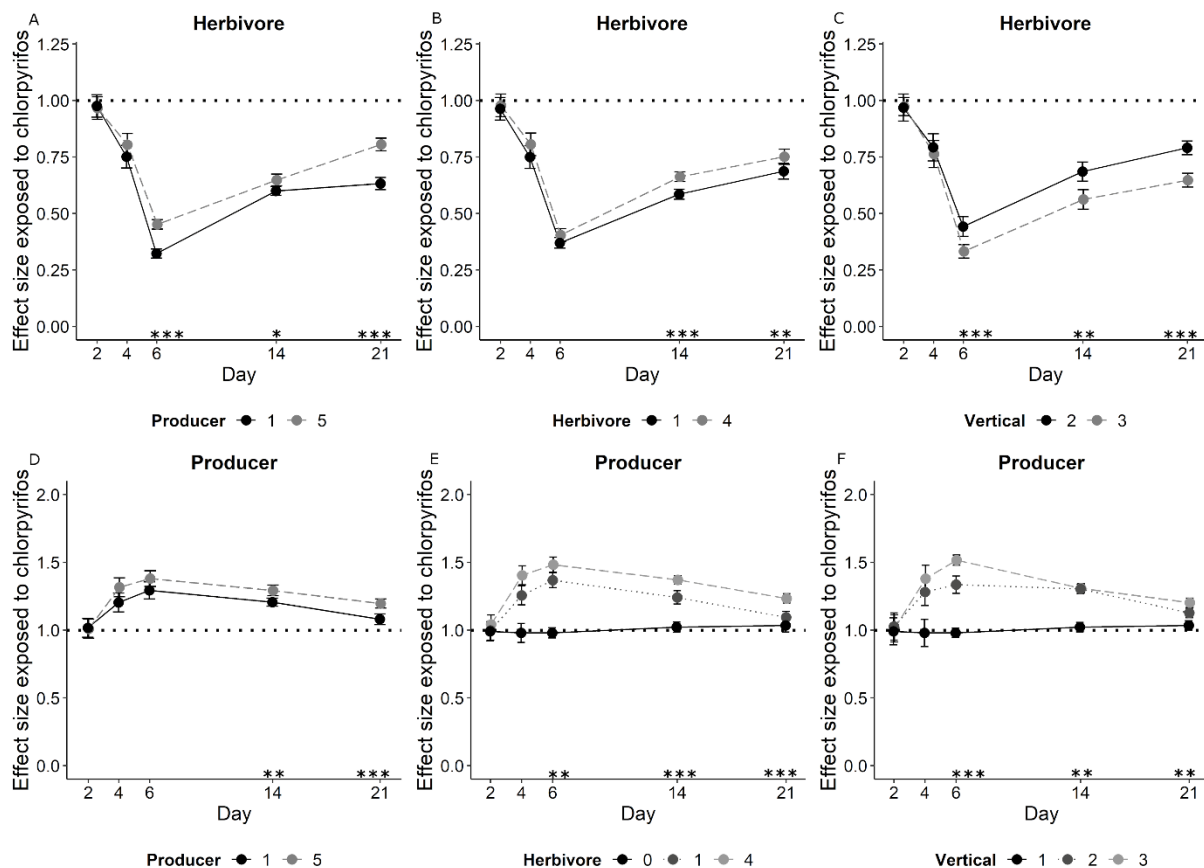 A
Herbivore
Effect size exposed to chlorpyrifos
1.25
1.00
0.75
0.50
0.25
0.00
*** * ***
2 4 6 14 21
Day
Producer 1 5
B
Herbivore
Effect size exposed to chlorpyrifos
1.25
1.00
0.75
0.50
0.25
0.00
*** **
2 4 6 14 21
Day
Herbivore 1 4
C
Herbivore
Effect size exposed to chlorpyrifos
1.25
1.00
0.75
0.50
0.25
0.00
*** ** ***
2 4 6 14 21
Day
Vertical 2 3
D
Producer
Effect size exposed to chlorpyrifos
2.0
1.5
1.0
0.5
0.0
** ***
2 4 6 14 21
Day
Producer 1 5
E
Producer
Effect size exposed to chlorpyrifos
2.0
1.5
1.0
0.5
0.0
** *** ***
2 4 6 14 21
Day
Herbivore 0 1 4
F
Producer
Effect size exposed to chlorpyrifos
2.0
1.5
1.0
0.5
0.0
*** ** **
2 4 6 14 21
Day
Vertical 1 2 3